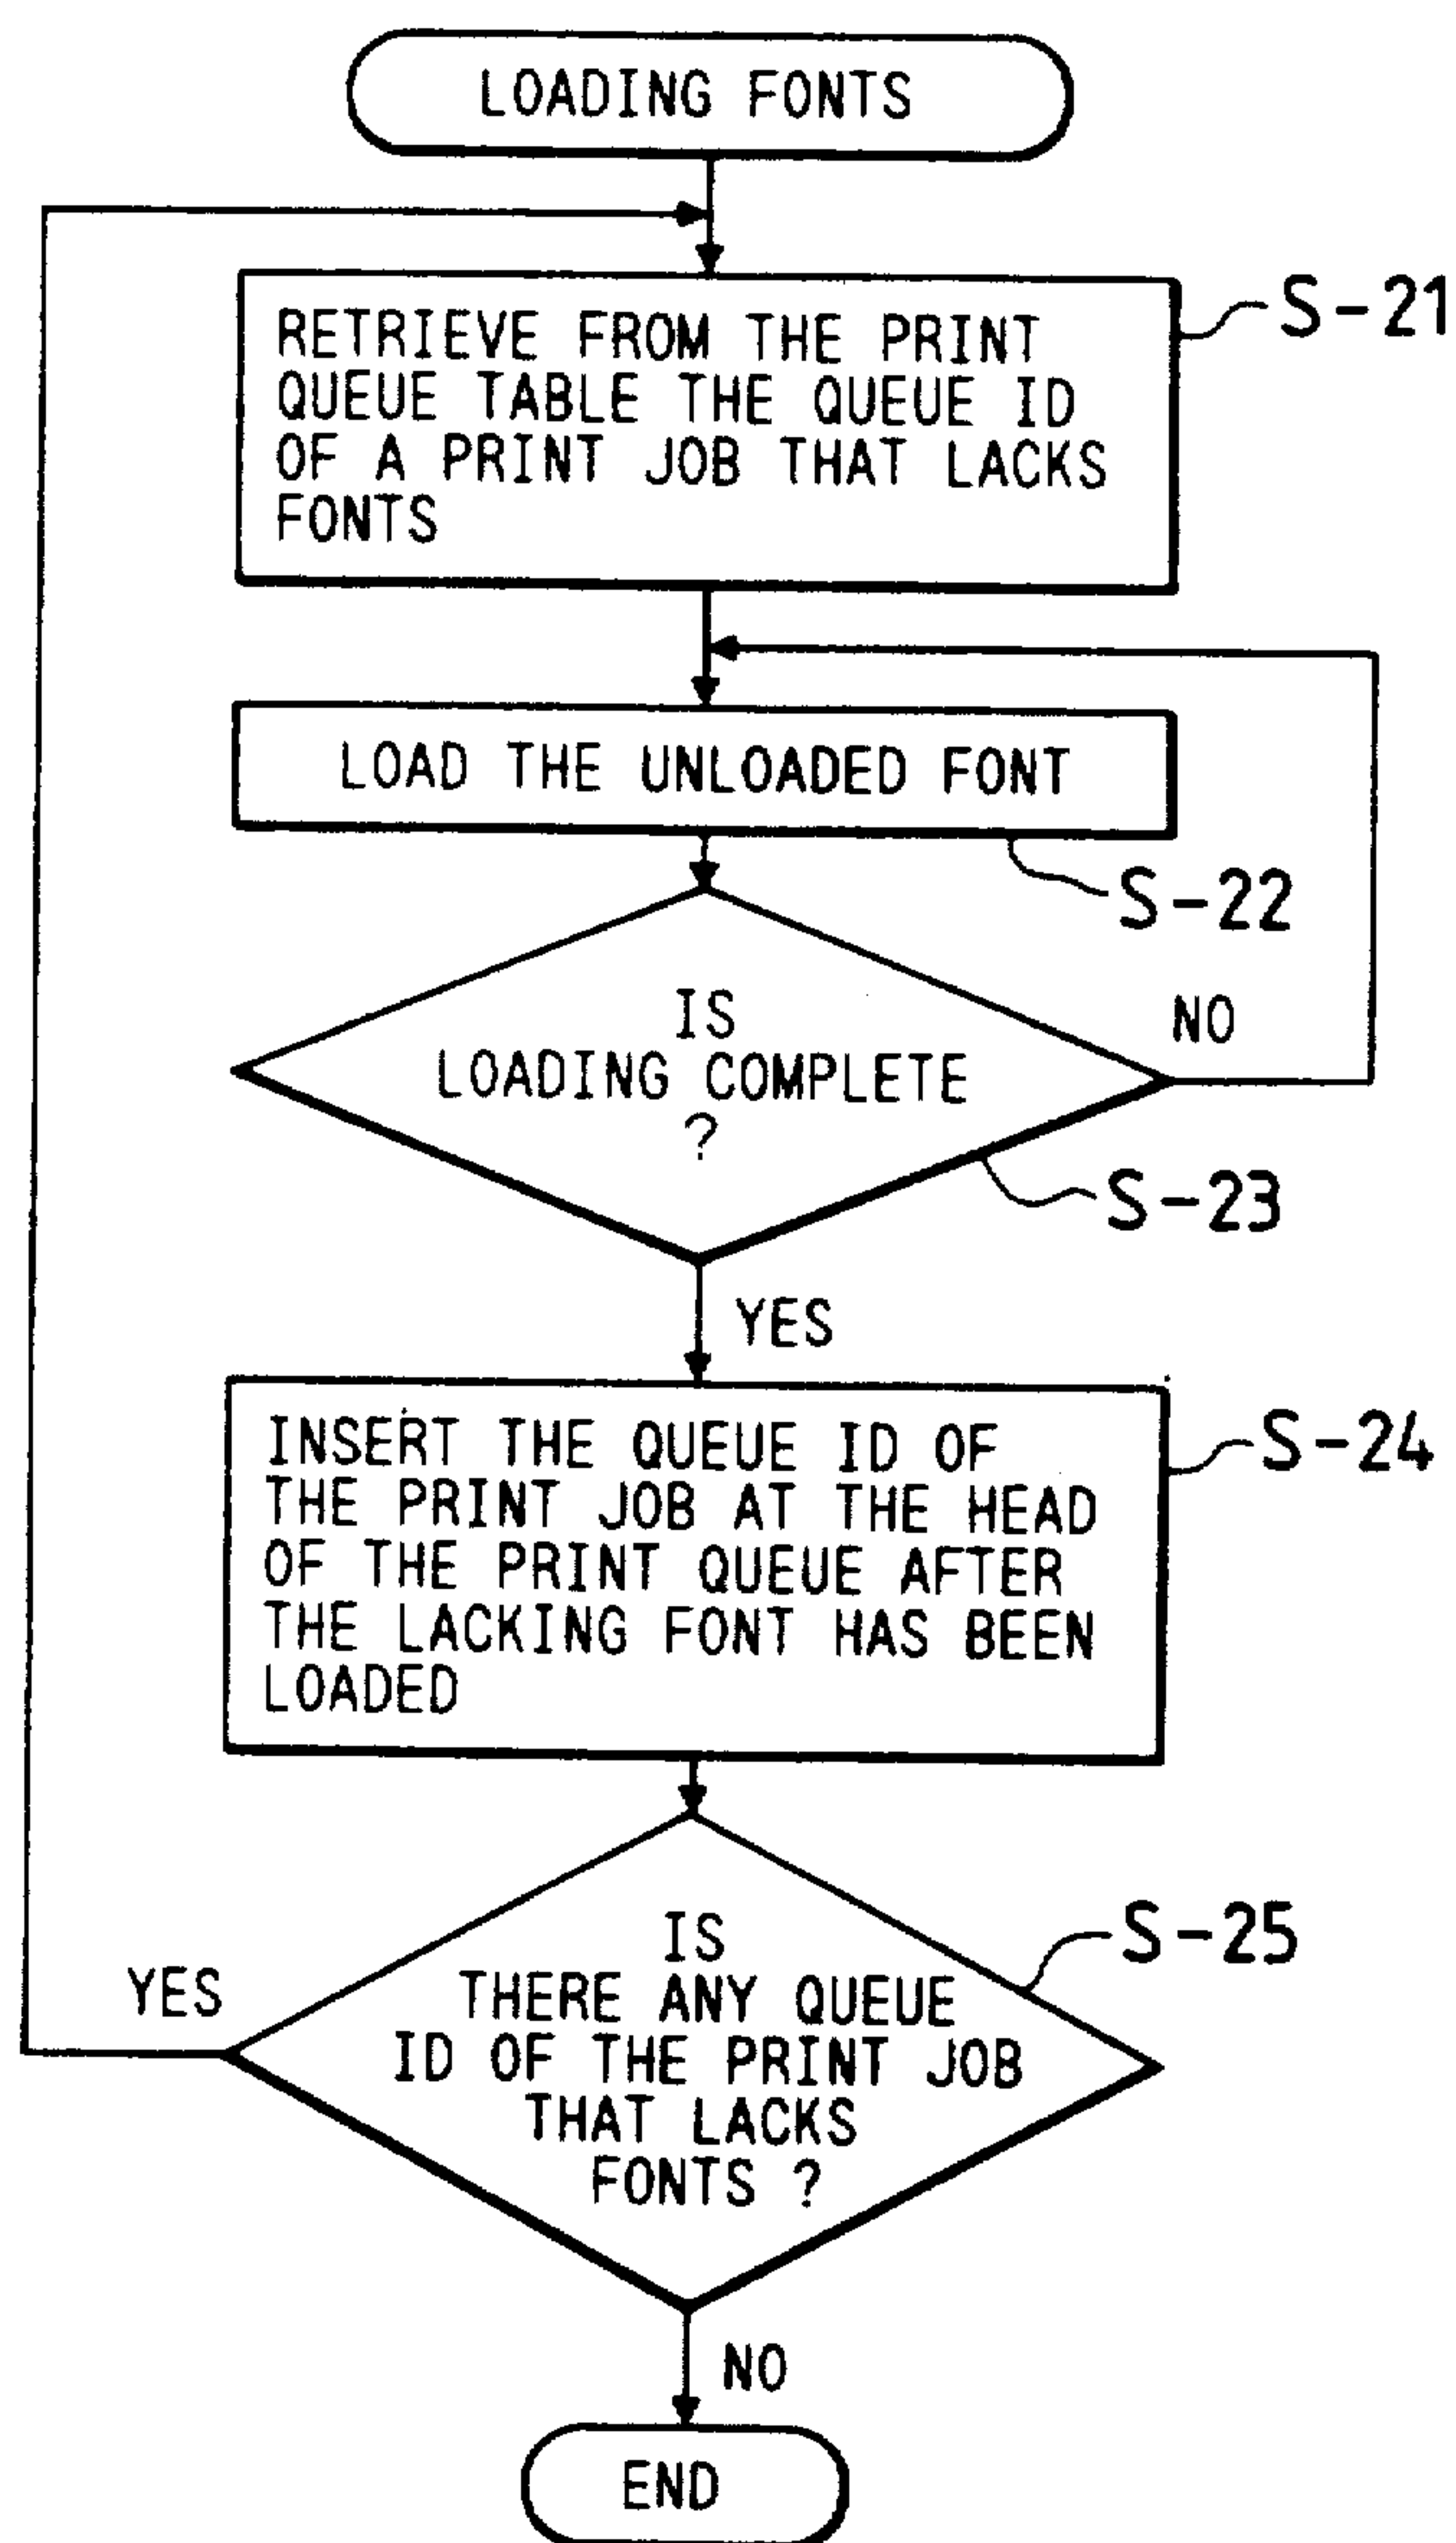 LOADING FONTS
RETRIEVE FROM THE PRINT
QUEUE TABLE THE QUEUE ID
OF A PRINT JOB THAT LACKS
FONTS
S-21
LOAD THE UNLOADED FONT
S-22
IS
LOADING COMPLETE
?
NO
S-23
YES
INSERT THE QUEUE ID OF
THE PRINT JOB AT THE HEAD
OF THE PRINT QUEUE AFTER
THE LACKING FONT HAS BEEN
LOADED
S-24
IS
THERE ANY QUEUE
ID OF THE PRINT JOB
THAT LACKS
FONTS ?
S-25
YES
NO
END